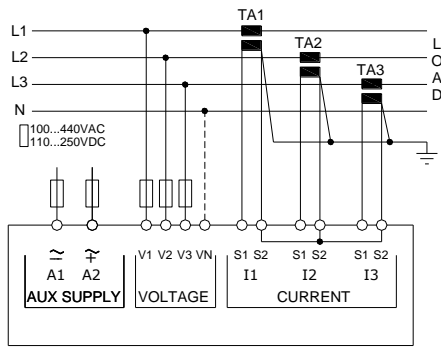 TA1
L1
TA2
L2
TA3
L3
N
LOAD
100...440VAC
110...250VDC
V1 V2 V3 VN S1 S2 S1 S2 S1 S2
A1 A2 I1 I2 I3
AUX SUPPLY VOLTAGE CURRENT